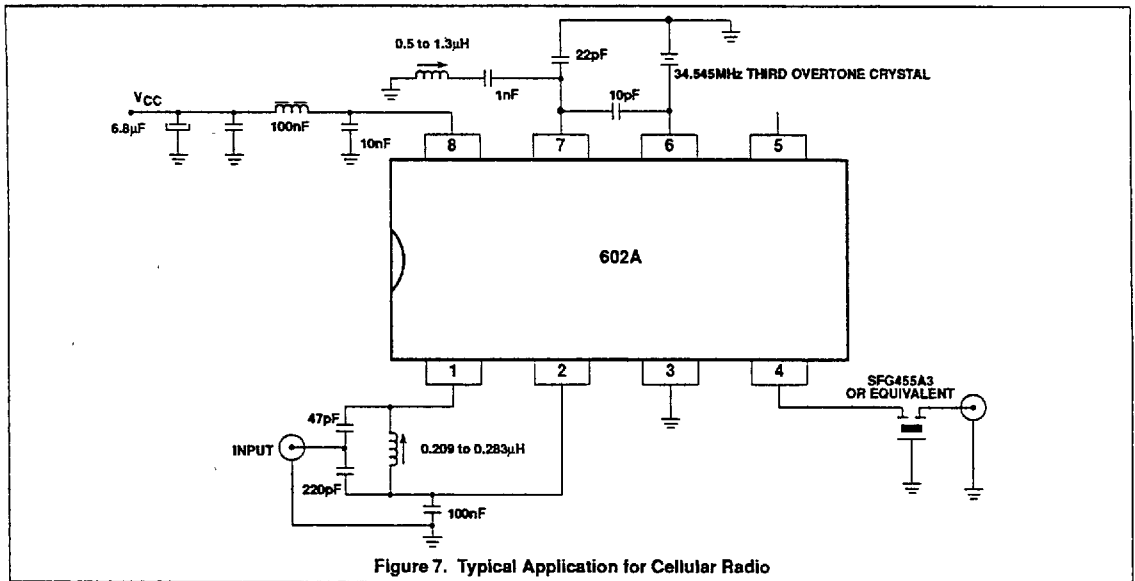 0.5 to 1.3µH
22pF
34.545MHz THIRD OVERTONE CRYSTAL
1nF
10pF
VCC
6.8µF
100nF
10nF
8
7
6
5
602A
1
2
3
4
SFG455A3
OR EQUIVALENT
47pF
INPUT
0.209 to 0.283µH
220pF
100nF
Figure 7. Typical Application for Cellular Radio